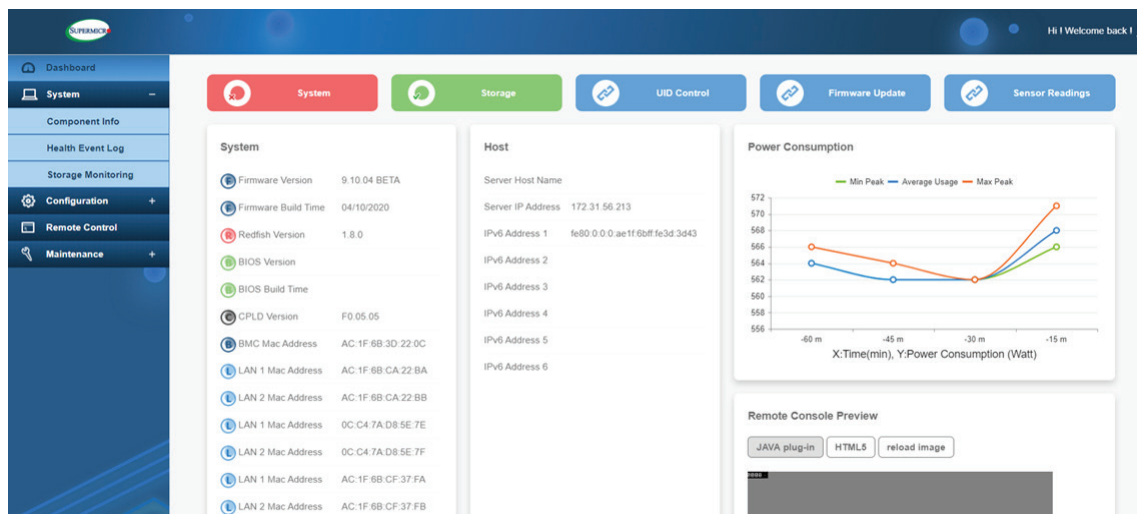 SUPERMICR
Hi ! Welcome back !
Dashboard
System −
Component Info
Health Event Log
Storage Monitoring
Configuration +
Remote Control
Maintenance +
System
Storage
UID Control
Firmware Update
Sensor Readings
System
Firmware Version 9.10.04 BETA
Firmware Build Time 04/10/2020
Redfish Version 1.8.0
BIOS Version
BIOS Build Time
CPLD Version F0.05.05
BMC Mac Address AC:1F:6B:3D:22:0C
LAN 1 Mac Address AC:1F:6B:CA:22:BA
LAN 2 Mac Address AC:1F:6B:CA:22:BB
LAN 1 Mac Address 0C:C4:7A:D8:5E:7E
LAN 2 Mac Address 0C:C4:7A:D8:5E:7F
LAN 1 Mac Address AC:1F:6B:CF:37:FA
LAN 2 Mac Address AC:1F:6B:CF:37:FB
Host
Server Host Name
Server IP Address 172.31.56.213
IPv6 Address 1 fe80:0:0:0:ae1f:6bff:fe3d:3d43
IPv6 Address 2
IPv6 Address 3
IPv6 Address 4
IPv6 Address 5
IPv6 Address 6
Power Consumption
Min Peak Average Usage Max Peak
572
570
568
566
564
562
560
558
556
-60 m -45 m -30 m -15 m
X:Time(min), Y:Power Consumption (Watt)
Remote Console Preview
JAVA plug-in HTML5 reload image